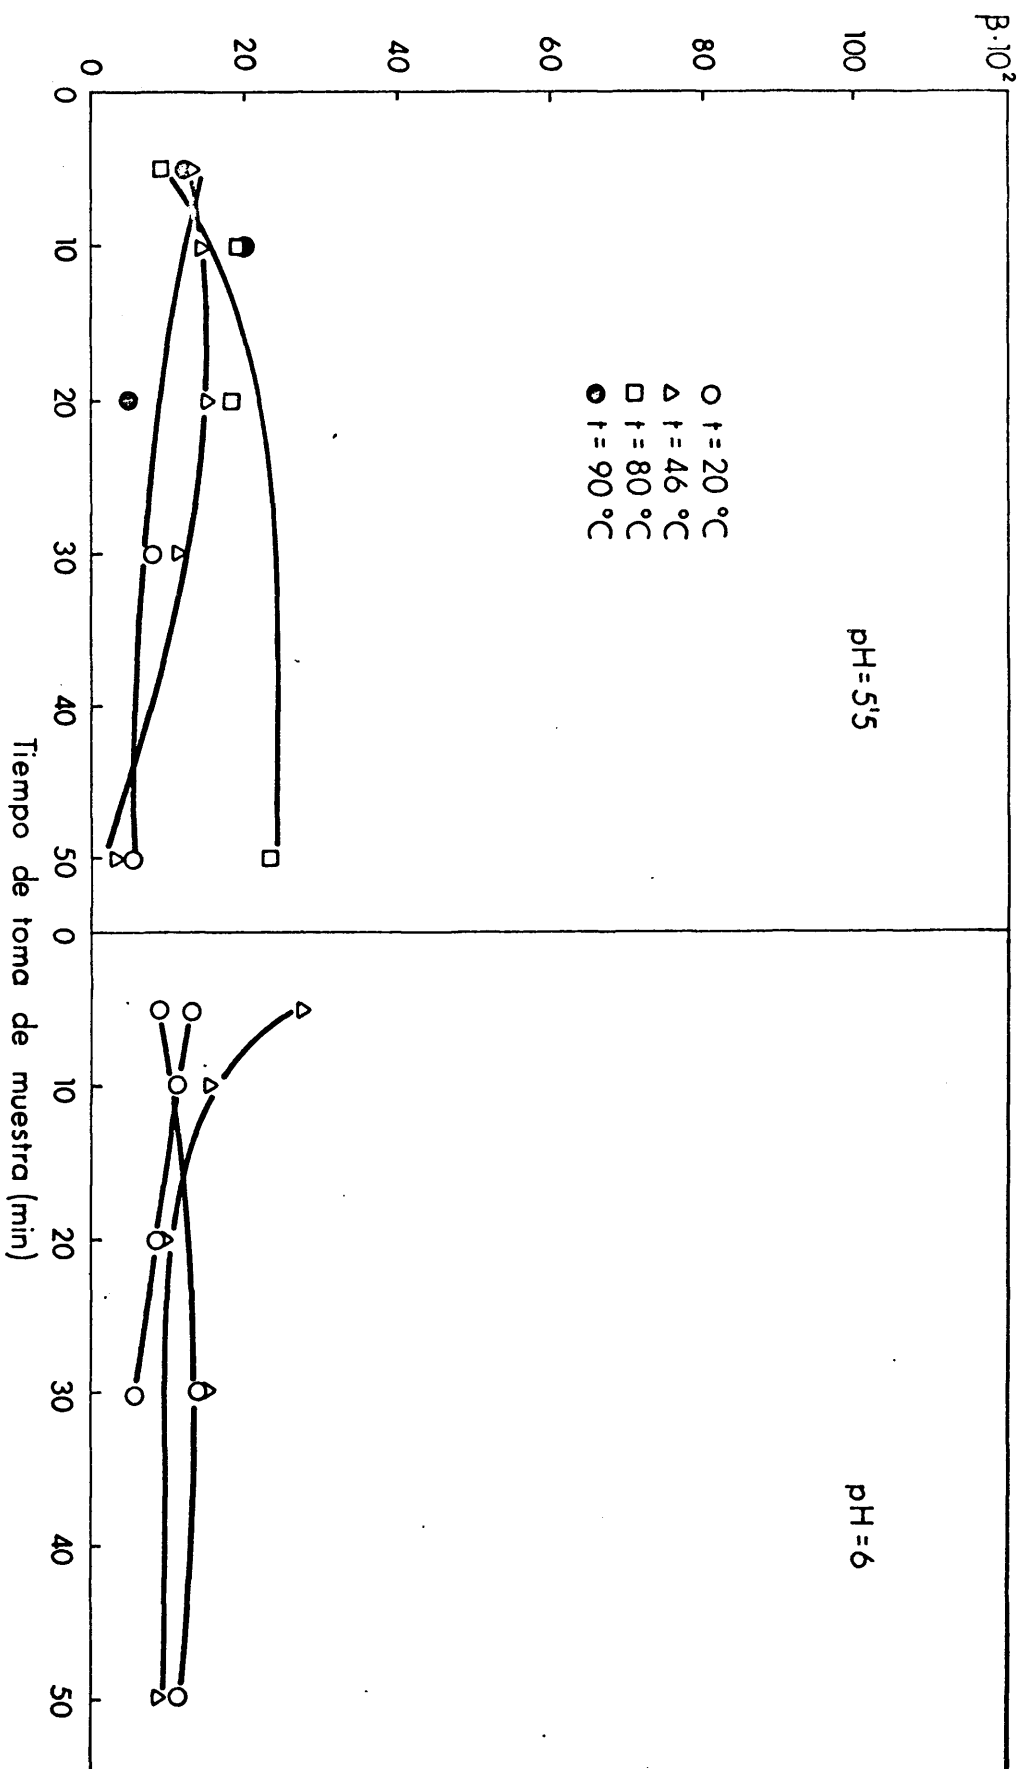 β·10²
100
80
60
40
20
0
pH=5'5
pH=6
t= 20 °C
t= 46 °C
t= 80 °C
t= 90 °C
0 10 20 30 40 50 0 10 20 30 40 50
Tiempo de toma de muestra (min)